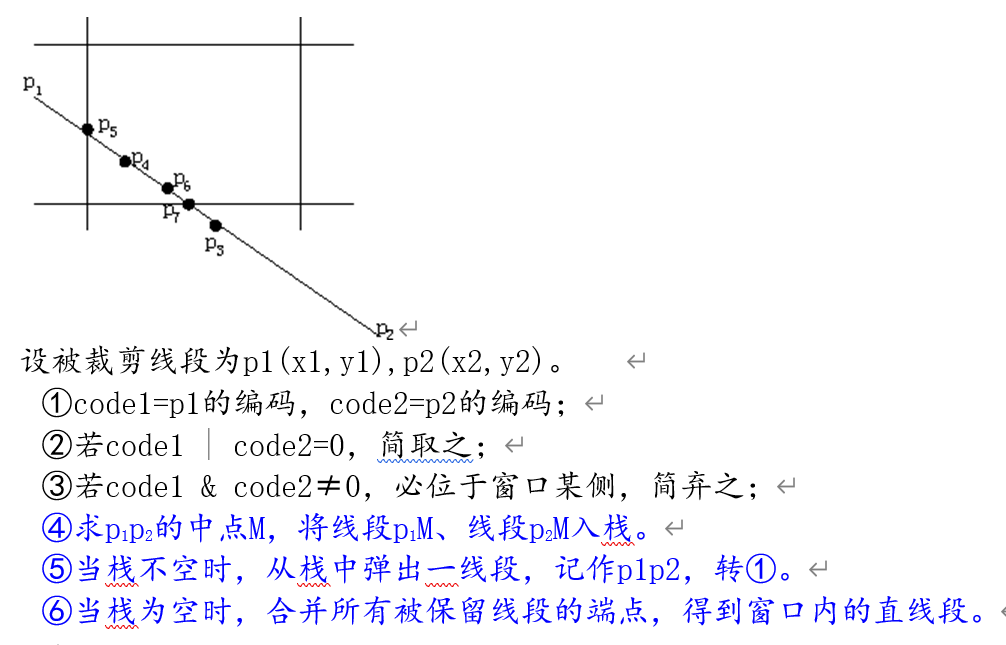 p₁
p₅
p₄
p₆
p₇
p₃
p₂
设被裁剪线段为p1(x1,y1),p2(x2,y2)。
①code1=p1的编码，code2=p2的编码；
②若code1 | code2=0，简取之；
③若code1 & code2≠0，必位于窗口某侧，简弃之；
④求p₁p₂的中点M，将线段p₁M、线段p₂M入栈。
⑤当栈不空时，从栈中弹出一线段，记作p1p2，转①。
⑥当栈为空时，合并所有被保留线段的端点，得到窗口内的直线段。